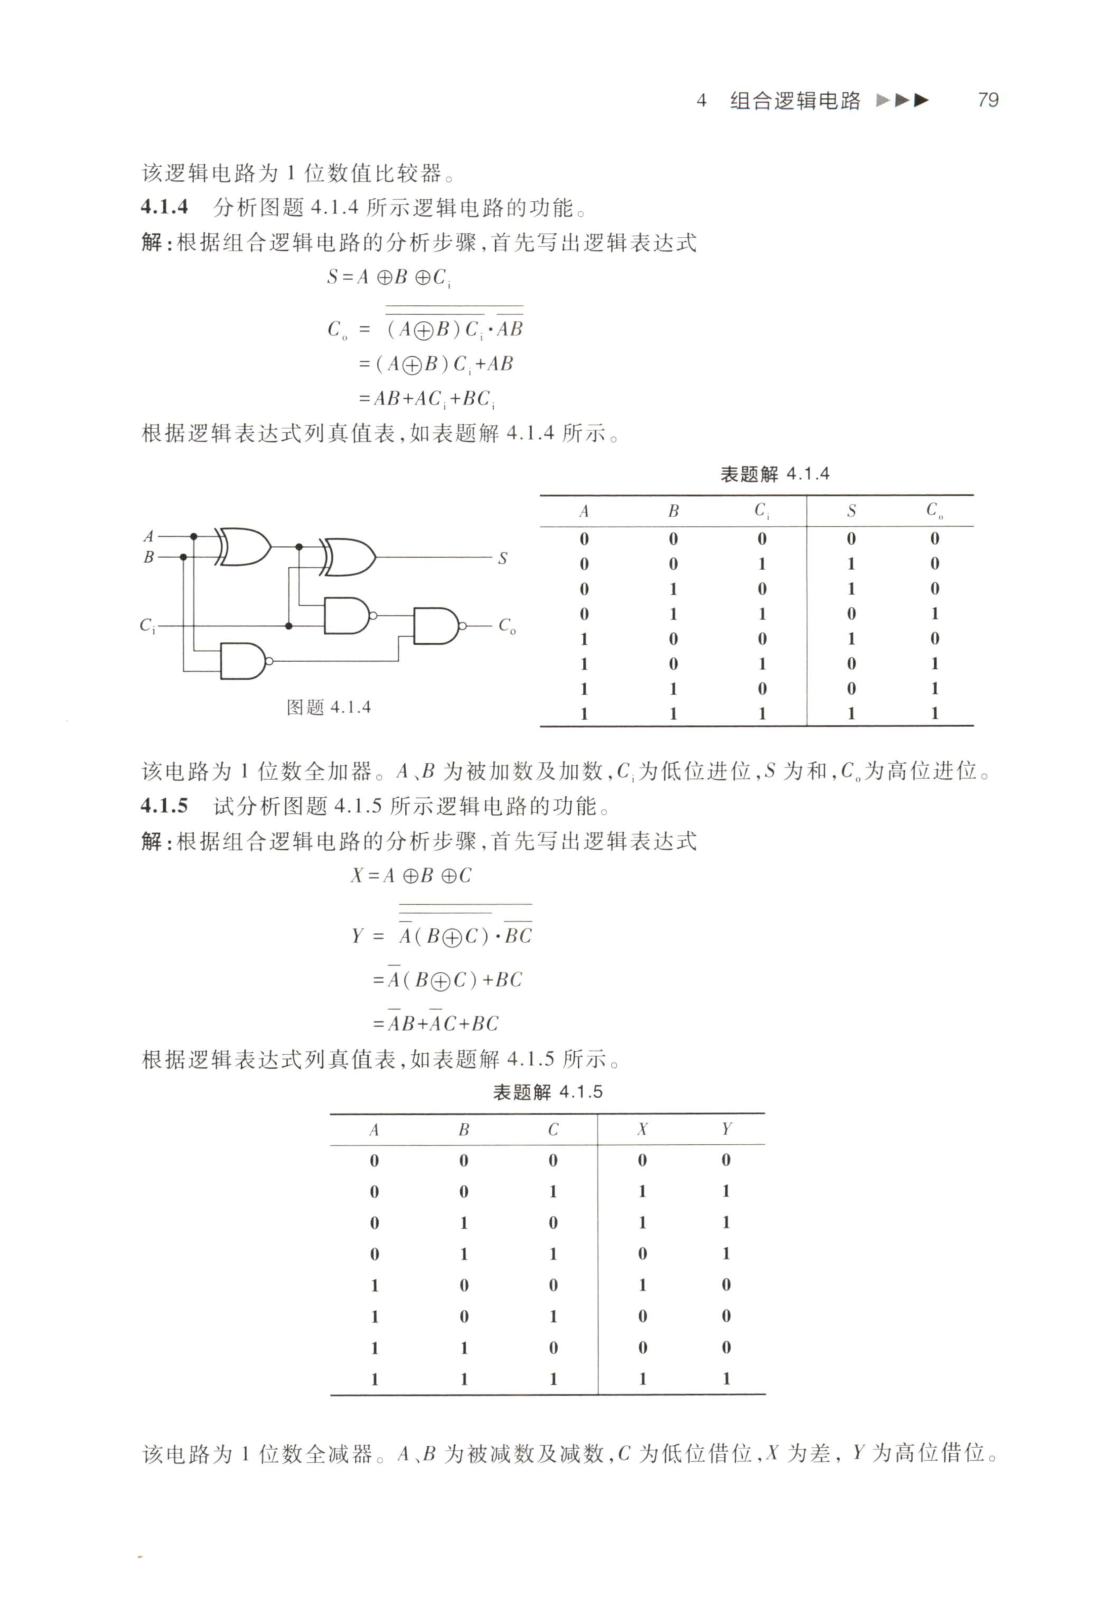 4 组合逻辑电路 ▶▶▶ 79
该逻辑电路为 1 位数值比较器。
4.1.4 分析图题 4.1.4 所示逻辑电路的功能。
解:根据组合逻辑电路的分析步骤,首先写出逻辑表达式
S=A⊕B⊕Cᵢ
Cₒ = \overline{\overline{(A⊕B)Cᵢ}·\overline{AB}}
=(A⊕B)Cᵢ+AB
=AB+ACᵢ+BCᵢ
根据逻辑表达式列真值表,如表题解 4.1.4 所示。
A
B
Cᵢ
S
Cₒ
图题 4.1.4
表题解 4.1.4
A B Cᵢ S Cₒ
0 0 0 0 0
0 0 1 1 0
0 1 0 1 0
0 1 1 0 1
1 0 0 1 0
1 0 1 0 1
1 1 0 0 1
1 1 1 1 1
该电路为 1 位数全加器。A、B 为被加数及加数,Cᵢ为低位进位,S 为和,Cₒ为高位进位。
4.1.5 试分析图题 4.1.5 所示逻辑电路的功能。
解:根据组合逻辑电路的分析步骤,首先写出逻辑表达式
X=A⊕B⊕C
Y = \overline{\overline{\overline{A}(B⊕C)}·\overline{BC}}
=\overline{A}(B⊕C)+BC
=\overline{A}B+\overline{A}C+BC
根据逻辑表达式列真值表,如表题解 4.1.5 所示。
表题解 4.1.5
A B C X Y
0 0 0 0 0
0 0 1 1 1
0 1 0 1 1
0 1 1 0 1
1 0 0 1 0
1 0 1 0 0
1 1 0 0 0
1 1 1 1 1
该电路为 1 位数全减器。A、B 为被减数及减数,C 为低位借位,X 为差, Y 为高位借位。